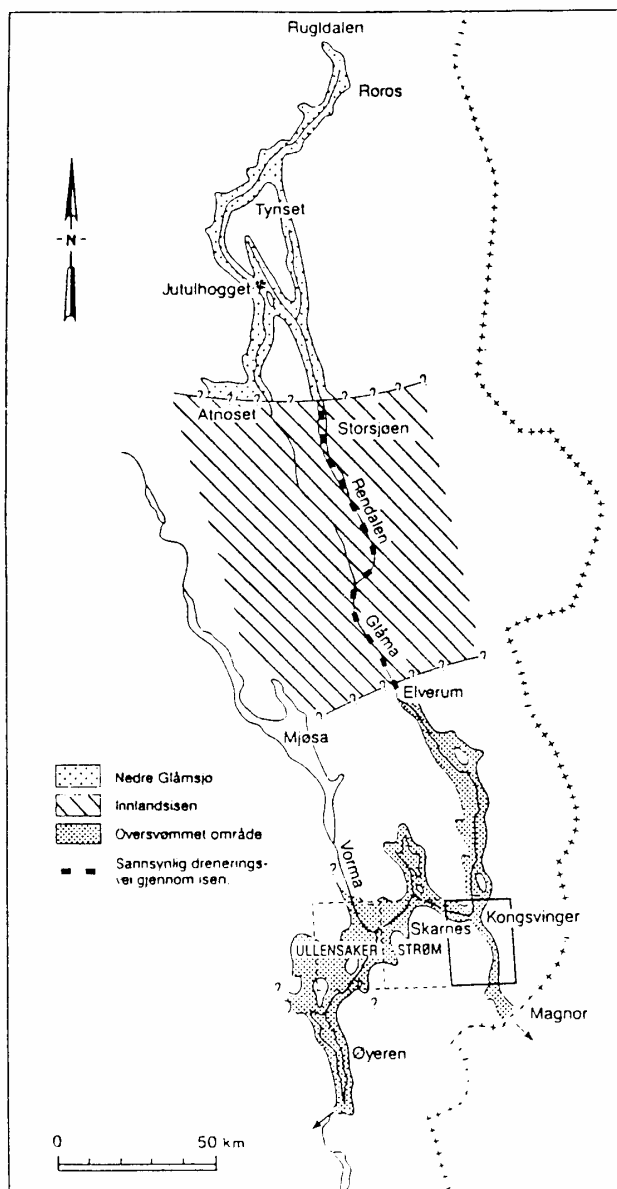 Rugldalen
Røros
Tynset
- N -
Jutulhogget
Atnoset
Storsjøen
Rendalen
Glåma
Elverum
Mjøsa
Nedre Glåmsjø
Innlandsisen
Oversvømmet område
Sannsynlig drenerings-
vei gjennom isen.
Vorma
Kongsvinger
Skarnes
ULLENSAKER
STRØM
Magnor
Øyeren
0 50 km